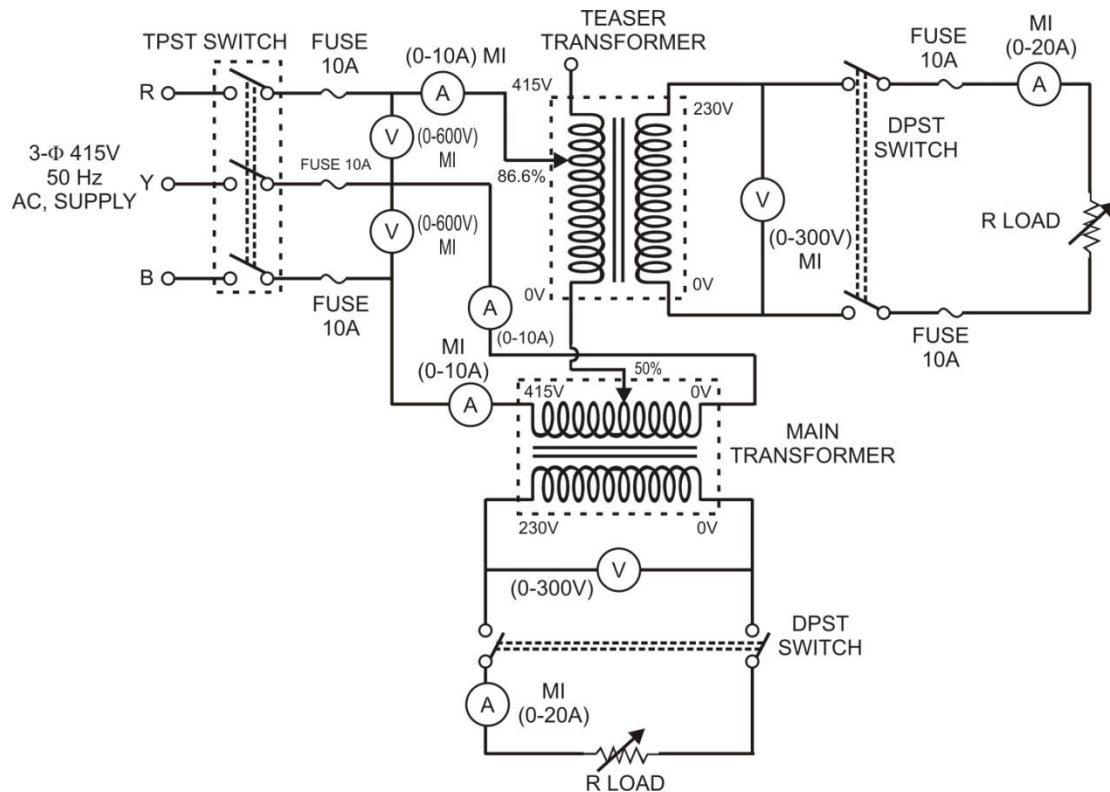 TPST SWITCH
FUSE
10A
(0-10A) MI
TEASER
TRANSFORMER
415V
230V
FUSE
10A
MI
(0-20A)
A
A
R
V
(0-600V)
MI
DPST
SWITCH
3-Φ 415V
50 Hz
AC, SUPPLY
Y
FUSE 10A
86.6%
V
(0-300V)
MI
R LOAD
V
(0-600V)
MI
B
FUSE
10A
0V
0V
A
(0-10A)
FUSE
10A
MI
(0-10A)
A
50%
415V
0V
MAIN
TRANSFORMER
230V
0V
V
(0-300V)
DPST
SWITCH
A
MI
(0-20A)
R LOAD